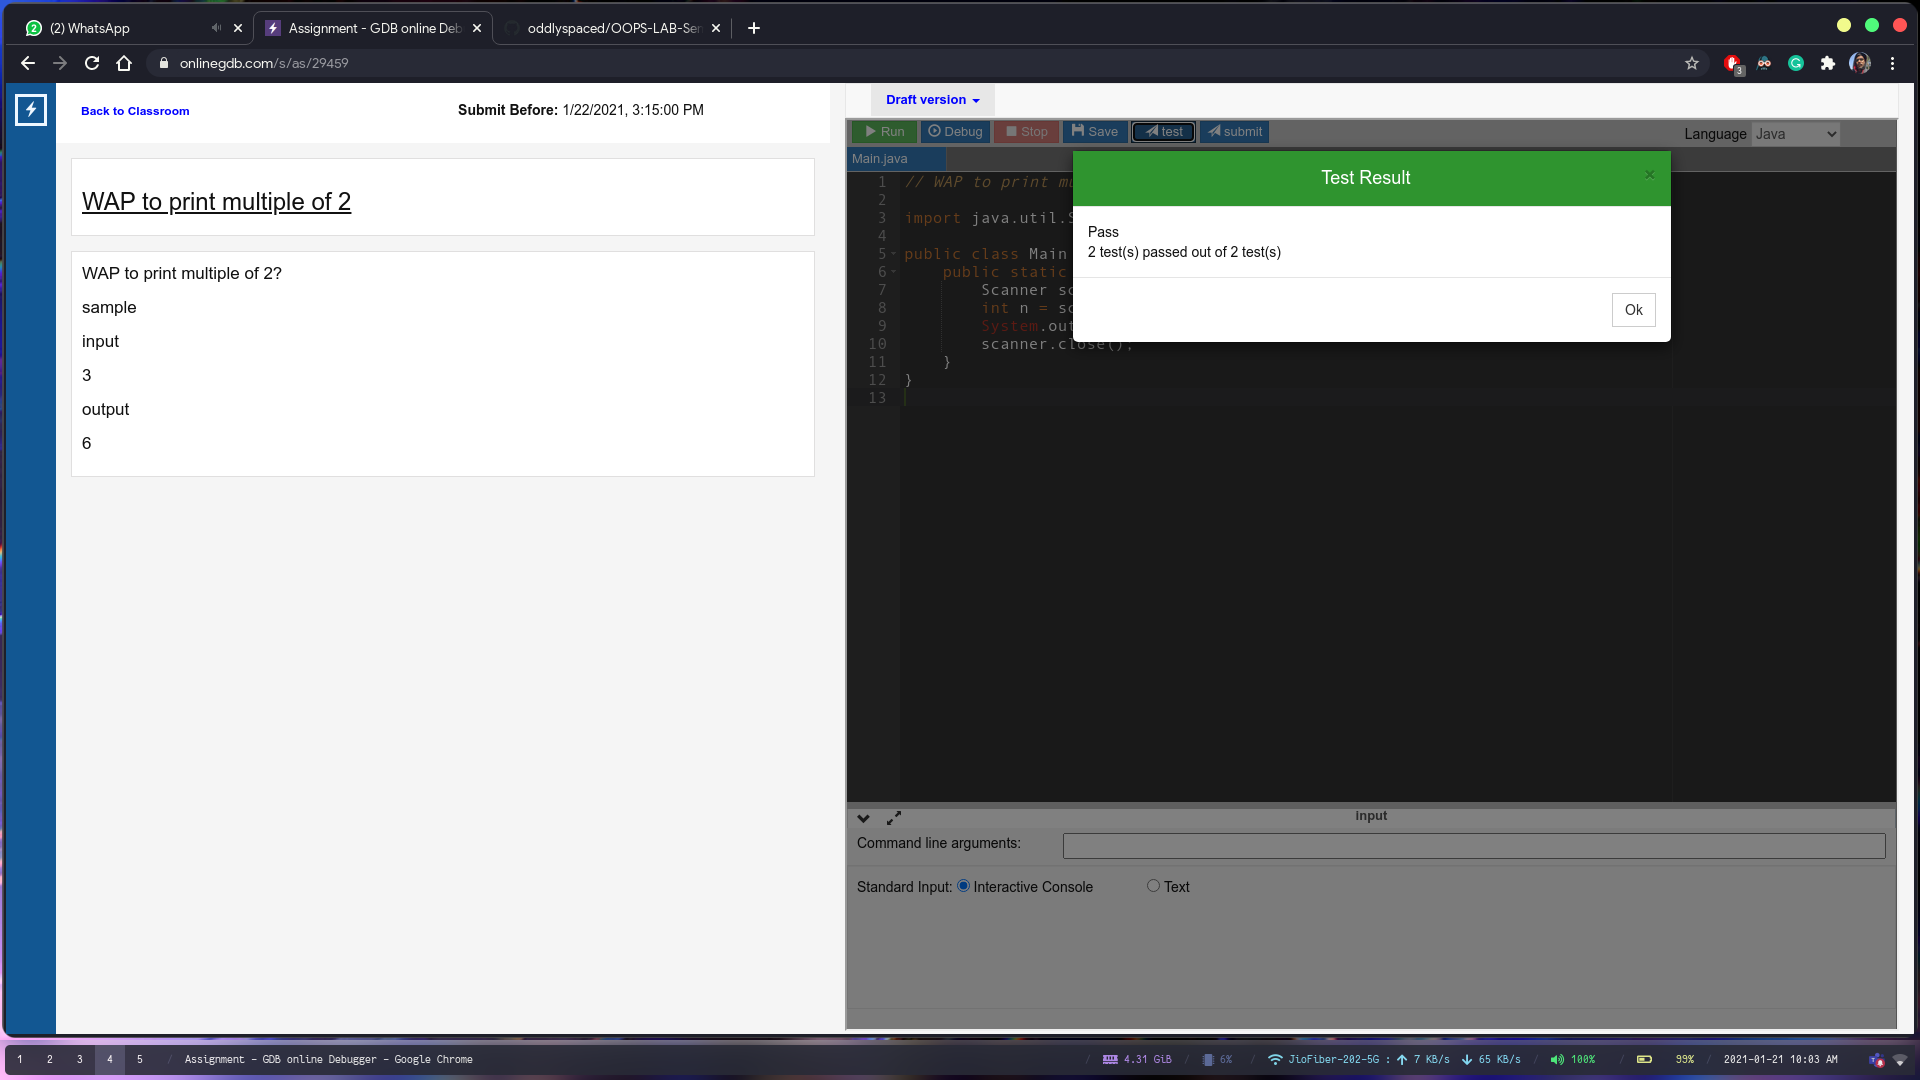 (2) WhatsApp
Assignment - GDB online Deb
oddlyspaced/OOPS-LAB-Sem
onlinegdb.com/s/as/29459
3
Back to Classroom
Submit Before: 1/22/2021, 3:15:00 PM
WAP to print multiple of 2
WAP to print multiple of 2?
sample
input
3
output
6
Draft version
Run
Debug
Stop
Save
test
submit
Language Java
Main.java
1 // WAP to print mu
2
3 import java.util.S
4
5 public class Main
6 public static
7 Scanner sc
8 int n = sc
9 System.out
10 scanner.close();
11 }
12 }
13
Test Result
×
Pass
2 test(s) passed out of 2 test(s)
Ok
input
Command line arguments:
Standard Input: Interactive Console Text
1 2 3 4 5 / Assignment - GDB online Debugger - Google Chrome
/ 4.31 GiB / 6% / JioFiber-202-5G : 7 KB/s 65 KB/s / 100% / 99% / 2021-01-21 10:03 AM